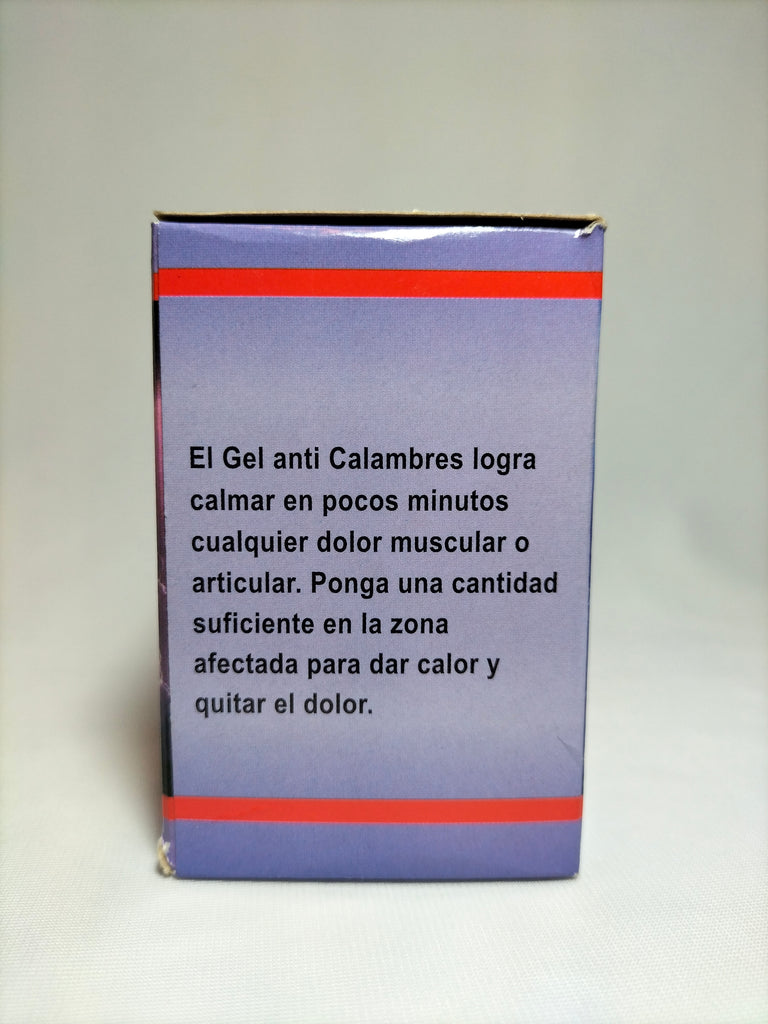 El Gel anti Calambres logra
calmar en pocos minutos
cualquier dolor muscular o
articular. Ponga una cantidad
suficiente en la zona
afectada para dar calor y
quitar el dolor.